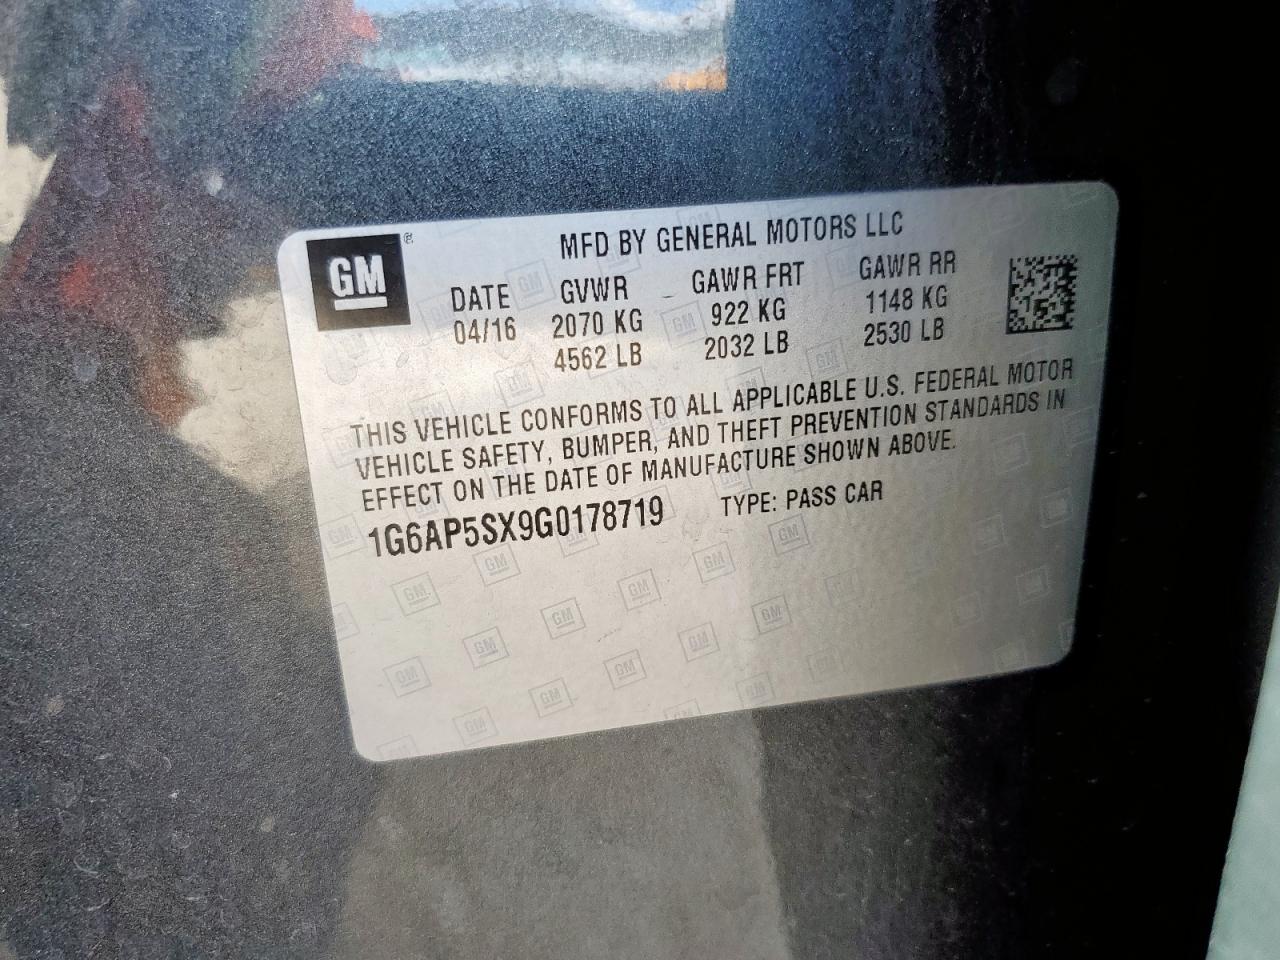 GM ®
MFD BY GENERAL MOTORS LLC
DATE GVWR GAWR FRT GAWR RR
04/16 2070 KG 922 KG 1148 KG
4562 LB 2032 LB 2530 LB
THIS VEHICLE CONFORMS TO ALL APPLICABLE U.S. FEDERAL MOTOR
VEHICLE SAFETY, BUMPER, AND THEFT PREVENTION STANDARDS IN
EFFECT ON THE DATE OF MANUFACTURE SHOWN ABOVE.
1G6AP5SX9G0178719 TYPE: PASS CAR